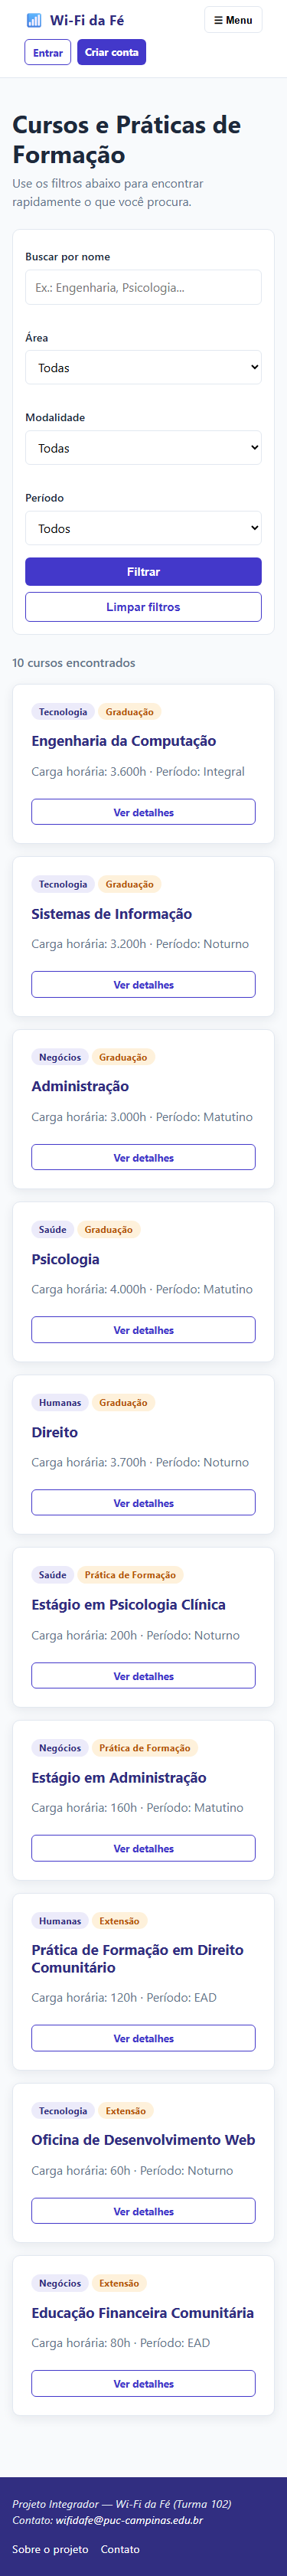 Wi-Fi da Fé
☰ Menu
Entrar
Criar conta
Cursos e Práticas de
Formação
Use os filtros abaixo para encontrar
rapidamente o que você procura.
Buscar por nome
Ex.: Engenharia, Psicologia...
Área
Todas
Modalidade
Todas
Período
Todos
Filtrar
Limpar filtros
10 cursos encontrados
Tecnologia Graduação
Engenharia da Computação
Carga horária: 3.600h · Período: Integral
Ver detalhes
Tecnologia Graduação
Sistemas de Informação
Carga horária: 3.200h · Período: Noturno
Ver detalhes
Negócios Graduação
Administração
Carga horária: 3.000h · Período: Matutino
Ver detalhes
Saúde Graduação
Psicologia
Carga horária: 4.000h · Período: Matutino
Ver detalhes
Humanas Graduação
Direito
Carga horária: 3.700h · Período: Noturno
Ver detalhes
Saúde Prática de Formação
Estágio em Psicologia Clínica
Carga horária: 200h · Período: Noturno
Ver detalhes
Negócios Prática de Formação
Estágio em Administração
Carga horária: 160h · Período: Matutino
Ver detalhes
Humanas Extensão
Prática de Formação em Direito
Comunitário
Carga horária: 120h · Período: EAD
Ver detalhes
Tecnologia Extensão
Oficina de Desenvolvimento Web
Carga horária: 60h · Período: Noturno
Ver detalhes
Negócios Extensão
Educação Financeira Comunitária
Carga horária: 80h · Período: EAD
Ver detalhes
Projeto Integrador — Wi-Fi da Fé (Turma 102)
Contato: wifidafe@puc-campinas.edu.br
Sobre o projeto Contato